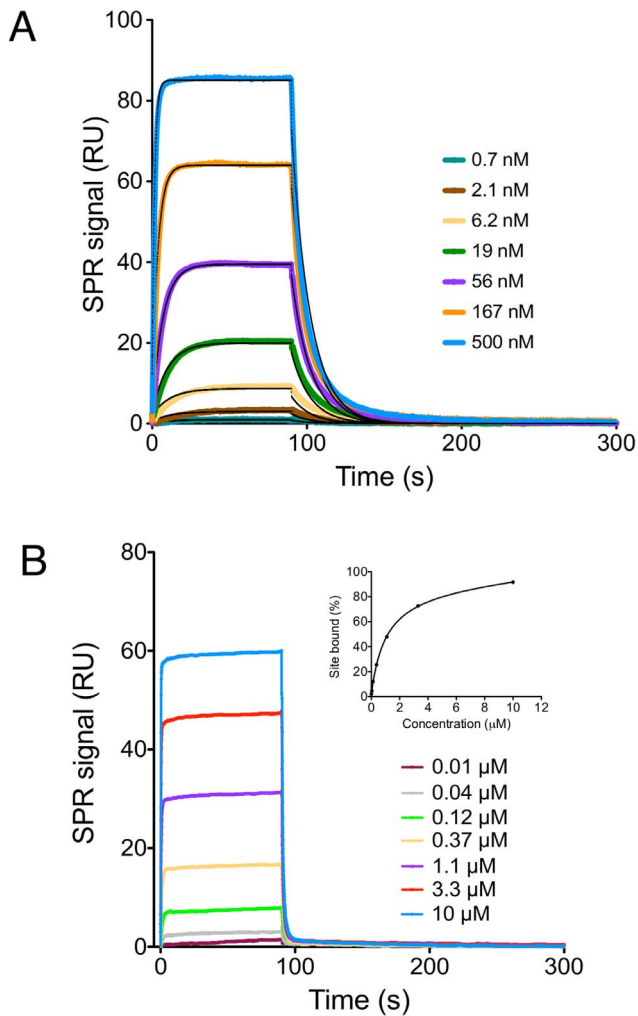 A
100
80
60
40
20
0
SPR signal (RU)
0 100 200 300
Time (s)
0.7 nM
2.1 nM
6.2 nM
19 nM
56 nM
167 nM
500 nM
B
80
60
40
20
0
SPR signal (RU)
0 100 200 300
Time (s)
100
80
60
40
20
0
Site bound (%)
0 2 4 6 8 10 12
Concentration (μM)
0.01 μM
0.04 μM
0.12 μM
0.37 μM
1.1 μM
3.3 μM
10 μM